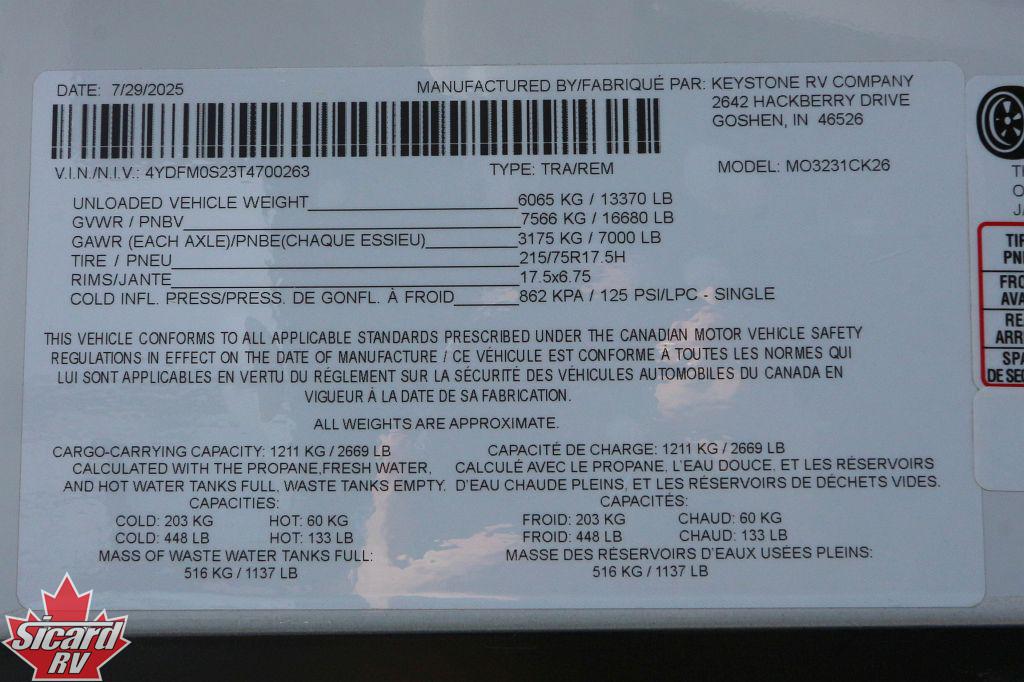 DATE: 7/29/2025
MANUFACTURED BY/FABRIQUÉ PAR: KEYSTONE RV COMPANY
2642 HACKBERRY DRIVE
GOSHEN, IN 46526
V.I.N./N.I.V.: 4YDFM0S23T4700263 TYPE: TRA/REM MODEL: MO3231CK26
UNLOADED VEHICLE WEIGHT 6065 KG / 13370 LB
GVWR / PNBV 7566 KG / 16680 LB
GAWR (EACH AXLE)/PNBE(CHAQUE ESSIEU) 3175 KG / 7000 LB
TIRE / PNEU 215/75R17.5H
RIMS/JANTE 17.5x6.75
COLD INFL. PRESS/PRESS. DE GONFL. À FROID 862 KPA / 125 PSI/LPC - SINGLE
THIS VEHICLE CONFORMS TO ALL APPLICABLE STANDARDS PRESCRIBED UNDER THE CANADIAN MOTOR VEHICLE SAFETY
REGULATIONS IN EFFECT ON THE DATE OF MANUFACTURE / CE VÉHICULE EST CONFORME À TOUTES LES NORMES QUI
LUI SONT APPLICABLES EN VERTU DU RÉGLEMENT SUR LA SÉCURITÉ DES VÉHICULES AUTOMOBILES DU CANADA EN
VIGUEUR À LA DATE DE SA FABRICATION.
ALL WEIGHTS ARE APPROXIMATE.
CARGO-CARRYING CAPACITY: 1211 KG / 2669 LB
CALCULATED WITH THE PROPANE,FRESH WATER,
AND HOT WATER TANKS FULL, WASTE TANKS EMPTY.
CAPACITIES:
COLD: 203 KG HOT: 60 KG
COLD: 448 LB HOT: 133 LB
MASS OF WASTE WATER TANKS FULL:
516 KG / 1137 LB
CAPACITÉ DE CHARGE: 1211 KG / 2669 LB
CALCULÉ AVEC LE PROPANE, L'EAU DOUCE, ET LES RÉSERVOIRS
D'EAU CHAUDE PLEINS, ET LES RÉSERVOIRS DE DÉCHETS VIDES.
CAPACITÉS:
FROID: 203 KG CHAUD: 60 KG
FROID: 448 LB CHAUD: 133 LB
MASSE DES RÉSERVOIRS D'EAUX USÉES PLEINS:
516 KG / 1137 LB
Sicard
RV